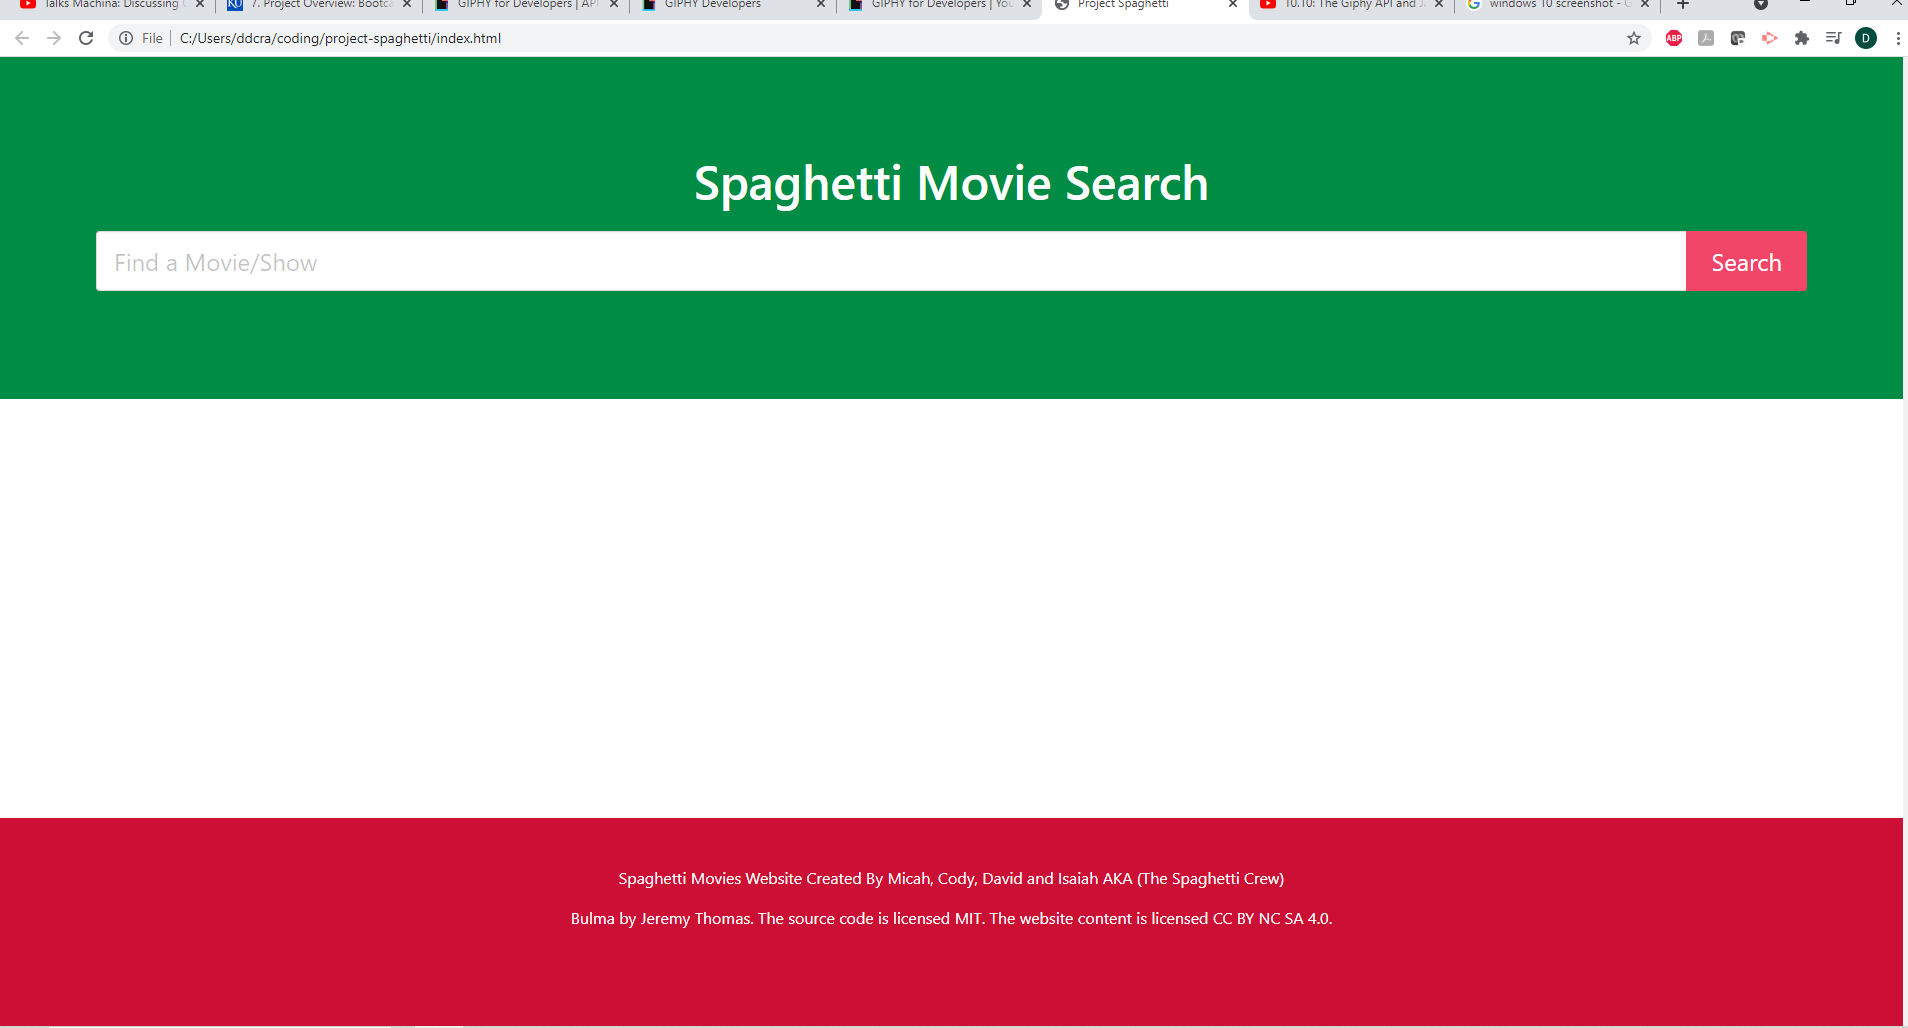 Talks Machina: Discussing
7. Project Overview: Bootca
GIPHY for Developers | API
GIPHY Developers
GIPHY for Developers | You
Project Spaghetti
10.10: The Giphy API and J
windows 10 screenshot - G
File
C:/Users/ddcra/coding/project-spaghetti/index.html
ABP
D
Spaghetti Movie Search
Find a Movie/Show
Search
Spaghetti Movies Website Created By Micah, Cody, David and Isaiah AKA (The Spaghetti Crew)
Bulma by Jeremy Thomas. The source code is licensed MIT. The website content is licensed CC BY NC SA 4.0.